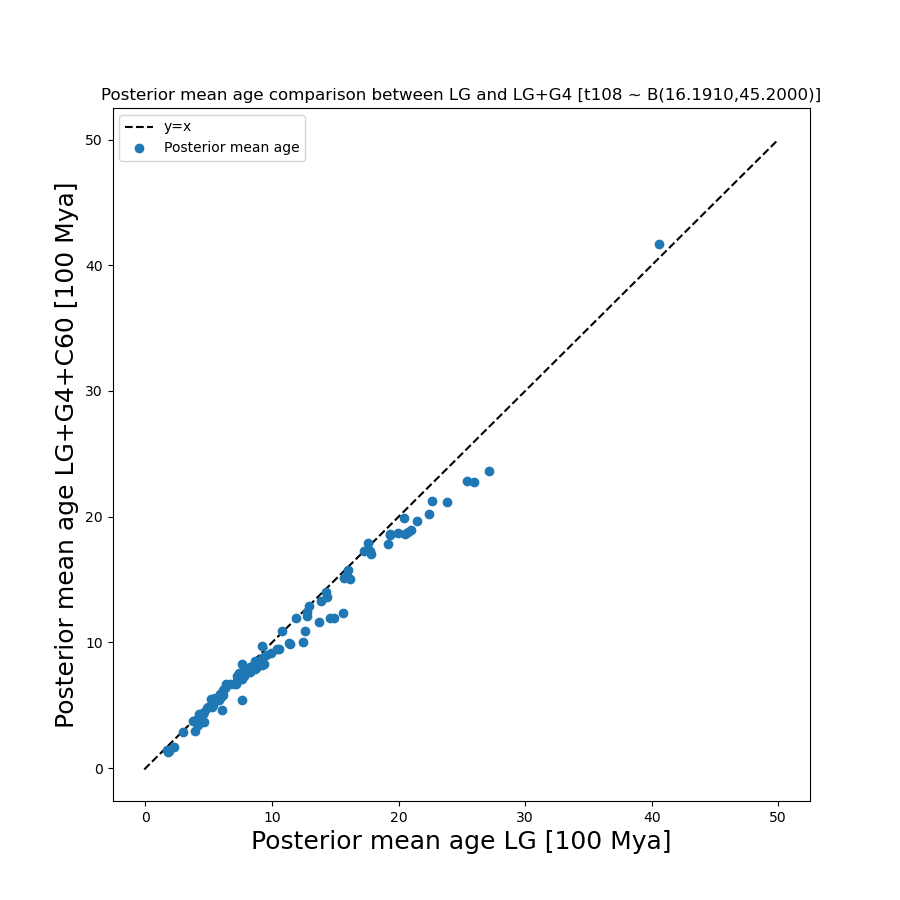 Posterior mean age comparison between LG and LG+G4 [t108 ~ B(16.1910,45.2000)]
y=x
Posterior mean age
50
40
30
20
10
0
Posterior mean age LG+G4+C60 [100 Mya]
0 10 20 30 40 50
Posterior mean age LG [100 Mya]